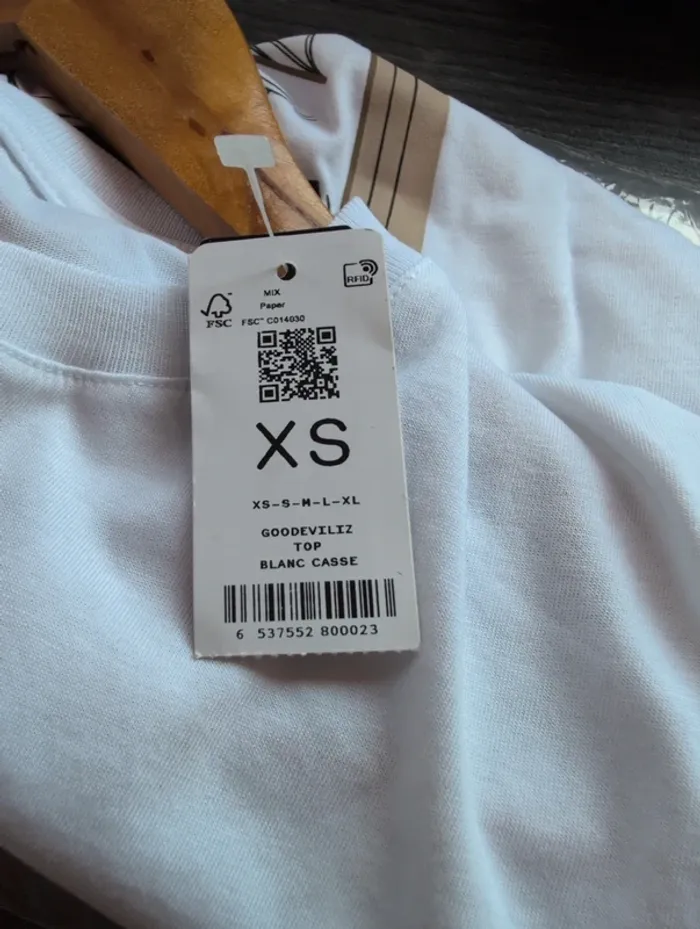 MIX
Paper
FSC
FSC™ C014030
RFID
XS
XS-S-M-L-XL
GOODEVILIZ
TOP
BLANC CASSE
6 537552 800023